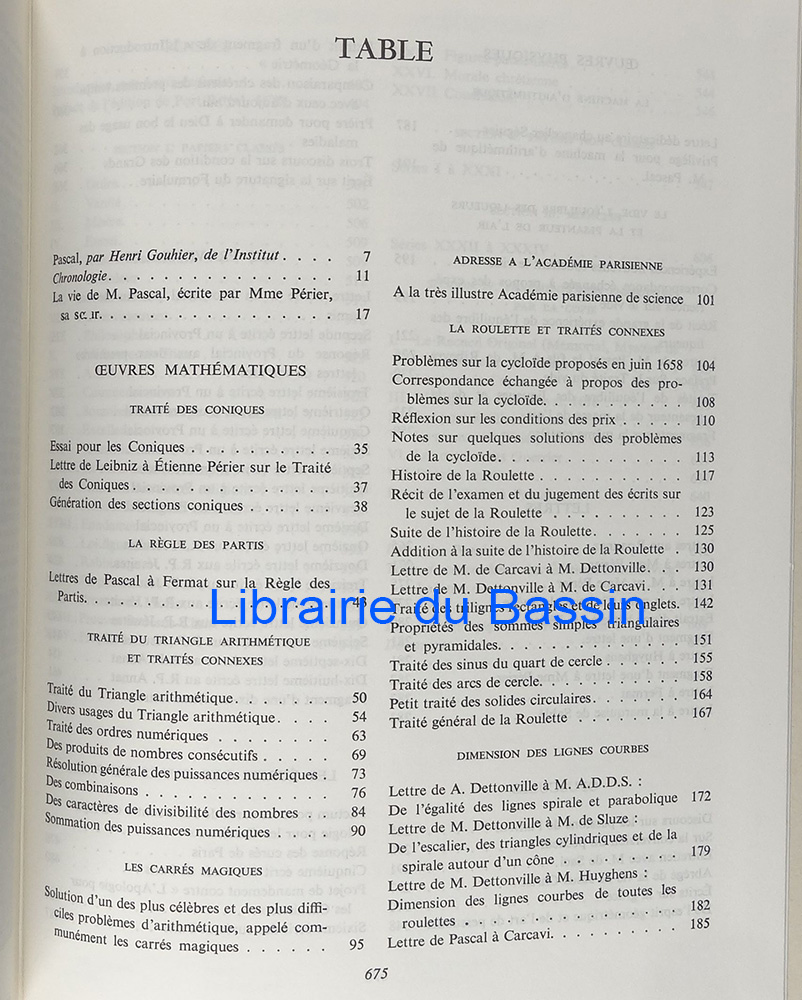 TABLE
Pascal, par Henri Gouhier, de l'Institut . . . . 7
Chronologie. . . . . . . . . . . . . . . 11
La vie de M. Pascal, écrite par Mme Périer,
sa sœur. . . . . . . . . . . . . . . . 17
ŒUVRES MATHÉMATIQUES
TRAITÉ DES CONIQUES
Essai pour les Coniques . . . . . . . . . . 35
Lettre de Leibniz à Étienne Périer sur le Traité
des Coniques. . . . . . . . . . . . . . 37
Génération des sections coniques . . . . . . 38
LA RÈGLE DES PARTIS
Lettres de Pascal à Fermat sur la Règle des
Partis. . . . . . . . . . . . . . . . . 43
TRAITÉ DU TRIANGLE ARITHMÉTIQUE
ET TRAITÉS CONNEXES
Traité du Triangle arithmétique. . . . . . . 50
Divers usages du Triangle arithmétique. . . . 54
Traité des ordres numériques . . . . . . . . 63
Des produits de nombres consécutifs . . . . . 69
Résolution générale des puissances numériques . 73
Des combinaisons . . . . . . . . . . . . . 76
Des caractères de divisibilité des nombres . . 84
Sommation des puissances numériques . . . . 90
LES CARRÉS MAGIQUES
Solution d'un des plus célèbres et des plus diffi-
ciles problèmes d'arithmétique, appelé com-
munément les carrés magiques . . . . . . 95
ADRESSE A L'ACADÉMIE PARISIENNE
A la très illustre Académie parisienne de science 101
LA ROULETTE ET TRAITÉS CONNEXES
Problèmes sur la cycloïde proposés en juin 1658 104
Correspondance échangée à propos des pro-
blèmes sur la cycloïde. . . . . . . . . . 108
Réflexion sur les conditions des prix . . . . . 110
Notes sur quelques solutions des problèmes
de la cycloïde. . . . . . . . . . . . . . 113
Histoire de la Roulette . . . . . . . . . . . 117
Récit de l'examen et du jugement des écrits sur
le sujet de la Roulette . . . . . . . . . . 123
Suite de l'histoire de la Roulette. . . . . . . 125
Addition à la suite de l'histoire de la Roulette . 130
Lettre de M. de Carcavi à M. Dettonville. . . 130
Lettre de M. Dettonville à M. de Carcavi. . . 131
Traité des trilignes rectangles et de leurs onglets. 142
Propriétés des sommes simples triangulaires
et pyramidales. . . . . . . . . . . . . . 151
Traité des sinus du quart de cercle . . . . . . 155
Traité des arcs de cercle. . . . . . . . . . . 158
Petit traité des solides circulaires. . . . . . . 164
Traité général de la Roulette . . . . . . . . 167
DIMENSION DES LIGNES COURBES
Lettre de A. Dettonville à M. A.D.D.S. :
De l'égalité des lignes spirale et parabolique 172
Lettre de M. Dettonville à M. de Sluze :
De l'escalier, des triangles cylindriques et de la
spirale autour d'un cône . . . . . . . . . 179
Lettre de M. Dettonville à M. Huyghens :
Dimension des lignes courbes de toutes les
roulettes . . . . . . . . . . . . . . . . 182
Lettre de Pascal à Carcavi. . . . . . . . . . 185
675
Librairie du Bassin